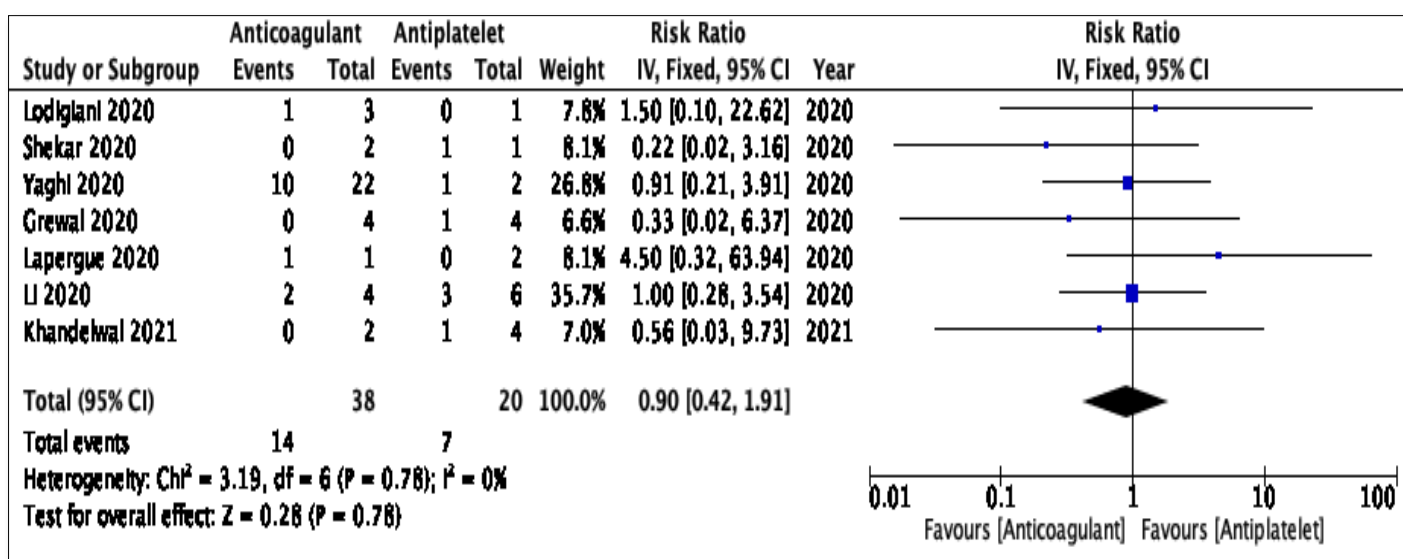 Anticoagulant Antiplatelet Risk Ratio Risk Ratio
Study or Subgroup Events Total Events Total Weight IV, Fixed, 95% CI Year IV, Fixed, 95% CI
Lodigiani 2020 1 3 0 1 7.8% 1.50 [0.10, 22.62] 2020
Shekar 2020 0 2 1 1 8.1% 0.22 [0.02, 3.16] 2020
Yaghi 2020 10 22 1 2 26.8% 0.91 [0.21, 3.91] 2020
Grewal 2020 0 4 1 4 6.6% 0.33 [0.02, 6.37] 2020
Lapergue 2020 1 1 0 2 8.1% 4.50 [0.32, 63.94] 2020
LI 2020 2 4 3 6 35.7% 1.00 [0.28, 3.54] 2020
Khandelwal 2021 0 2 1 4 7.0% 0.56 [0.03, 9.73] 2021
Total (95% CI) 38 20 100.0% 0.90 [0.42, 1.91]
Total events 14 7
Heterogeneity: Chi² = 3.19, df = 6 (P = 0.78); I² = 0%
Test for overall effect: Z = 0.28 (P = 0.78)
0.01 0.1 1 10 100
Favours [Anticoagulant] Favours [Antiplatelet]